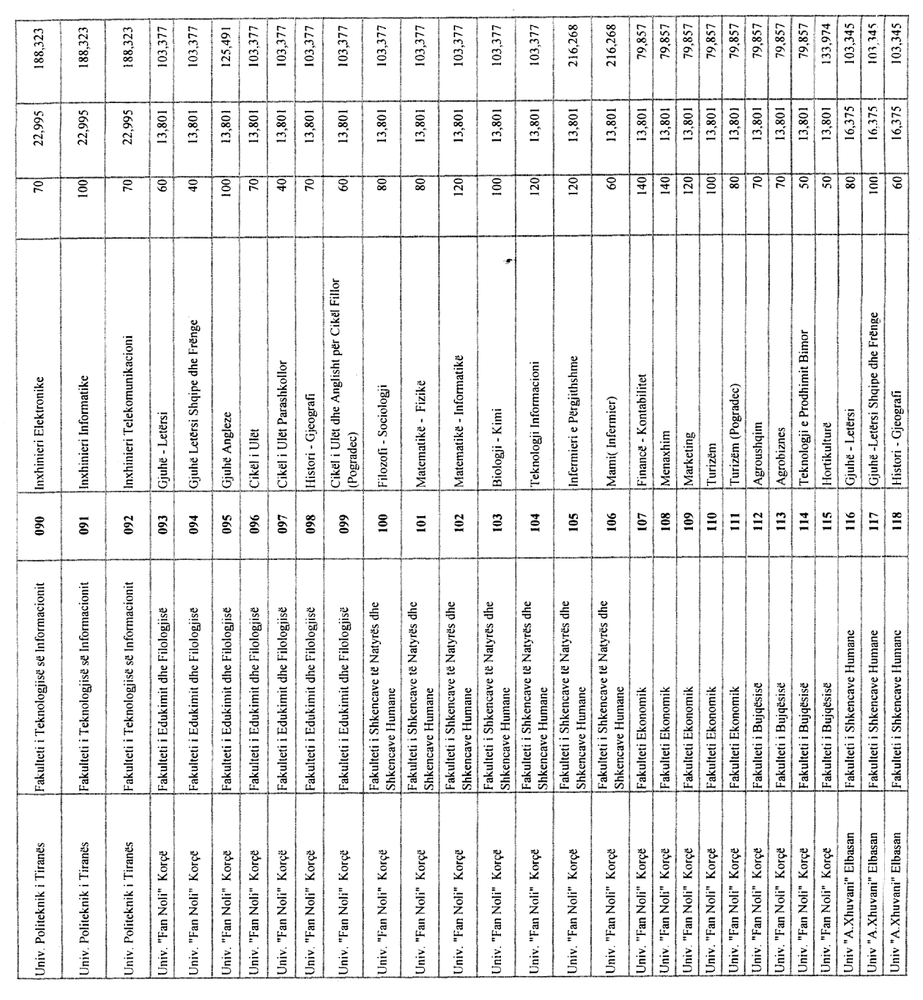 Univ. Politeknik i Tiranës Fakulteti i Teknologjisë së Informacionit 090 Inxhinieri Elektronike 70 22,995 188,323
Univ. Politeknik i Tiranës Fakulteti i Teknologjisë së Informacionit 091 Inxhinieri Informatike 100 22,995 188,323
Univ. Politeknik i Tiranës Fakulteti i Teknologjisë së Informacionit 092 Inxhinieri Telekomunikacioni 70 22,995 188,323
Univ. "Fan Noli" Korçë Fakulteti i Edukimit dhe Filologjisë 093 Gjuhë - Letërsi 60 13,801 103,377
Univ. "Fan Noli" Korçë Fakulteti i Edukimit dhe Filologjisë 094 Gjuhë Letërsi Shqipe dhe Frënge 40 13,801 103,377
Univ. "Fan Noli" Korçë Fakulteti i Edukimit dhe Filologjisë 095 Gjuhë Angleze 100 13,801 125,491
Univ. "Fan Noli" Korçë Fakulteti i Edukimit dhe Filologjisë 096 Cikël i Ulët 70 13,801 103,377
Univ. "Fan Noli" Korçë Fakulteti i Edukimit dhe Filologjisë 097 Cikël i Ulët Parashkollor 40 13,801 103,377
Univ. "Fan Noli" Korçë Fakulteti i Edukimit dhe Filologjisë 098 Histori - Gjeografi 70 13,801 103,377
Univ. "Fan Noli" Korçë Fakulteti i Edukimit dhe Filologjisë 099 Cikël i Ulët dhe Anglisht për Cikël Fillor 60 13,801 103,377
(Pogradec)
Univ. "Fan Noli" Korçë Fakulteti i Shkencave të Natyrës dhe 100 Filozofi - Sociologji 80 13,801 103,377
Shkencave Humane
Univ. "Fan Noli" Korçë Fakulteti i Shkencave të Natyrës dhe 101 Matematikë - Fizikë 80 13,801 103,377
Shkencave Humane
Univ. "Fan Noli" Korçë Fakulteti i Shkencave të Natyrës dhe 102 Matematikë - Informatikë 120 13,801 103,377
Shkencave Humane
Univ. "Fan Noli" Korçë Fakulteti i Shkencave të Natyrës dhe 103 Biologji - Kimi 100 13,801 103,377
Shkencave Humane
Univ. "Fan Noli" Korçë Fakulteti i Shkencave të Natyrës dhe 104 Teknologji Informacioni 120 13,801 103,377
Shkencave Humane
Univ. "Fan Noli" Korçë Fakulteti i Shkencave të Natyrës dhe 105 Infermieri e Përgjithshme 120 13,801 216,268
Shkencave Humane
Univ. "Fan Noli" Korçë Fakulteti i Shkencave të Natyrës dhe 106 Mami( Infermier) 60 13,801 216,268
Shkencave Humane
Univ. "Fan Noli" Korçë Fakulteti Ekonomik 107 Financë - Kontabilitet 140 13,801 79,857
Univ. "Fan Noli" Korçë Fakulteti Ekonomik 108 Menaxhim 140 13,801 79,857
Univ. "Fan Noli" Korçë Fakulteti Ekonomik 109 Marketing 120 13,801 79,857
Univ. "Fan Noli" Korçë Fakulteti Ekonomik 110 Turizëm 100 13,801 79,857
Univ. "Fan Noli" Korçë Fakulteti Ekonomik 111 Turizëm (Pogradec) 80 13,801 79,857
Univ. "Fan Noli" Korçë Fakulteti i Bujqësisë 112 Agroushqim 70 13,801 79,857
Univ. "Fan Noli" Korçë Fakulteti i Bujqësisë 113 Agrobiznes 70 13,801 79,857
Univ. "Fan Noli" Korçë Fakulteti i Bujqësisë 114 Teknologji e Prodhimit Bimor 50 13,801 79,857
Univ. "Fan Noli" Korçë Fakulteti i Bujqësisë 115 Hortikulturë 50 13,801 133,974
Univ "A.Xhuvani" Elbasan Fakulteti i Shkencave Humane 116 Gjuhë - Letërsi 80 16,375 103,345
Univ "A.Xhuvani" Elbasan Fakulteti i Shkencave Humane 117 Gjuhë -Letërsi Shqipe dhe Frënge 100 16,375 103,345
Univ "A.Xhuvani" Elbasan Fakulteti i Shkencave Humane 118 Histori - Gjeografi 60 16,375 103,345